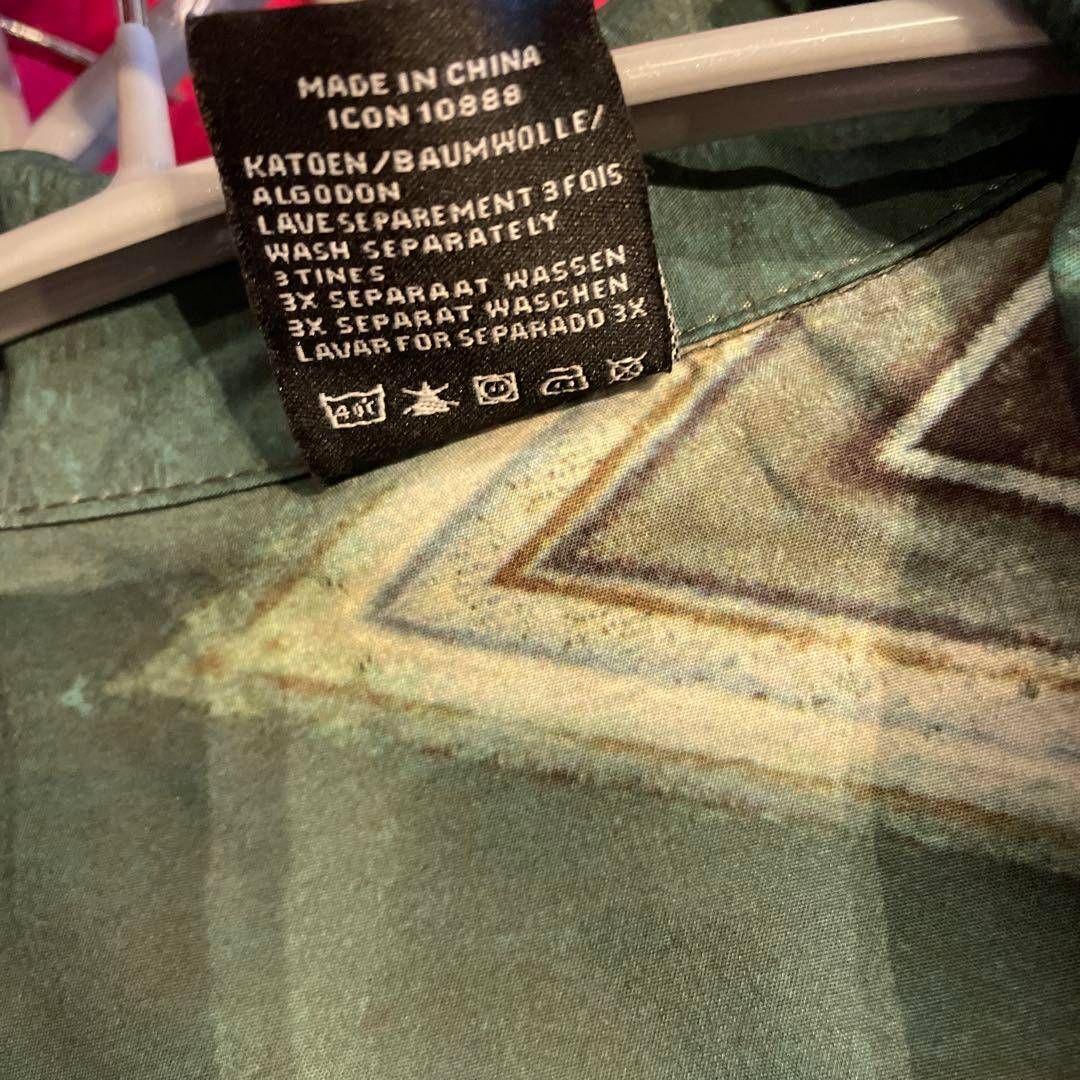 MADE IN CHINA
ICON 10888
KATOEN/BAUMWOLLE/
ALGODON
LAVE SEPAREMENT 3 FOIS
WASH SEPARATELY
3 TINES
3X SEPARAAT WASSEN
3X SEPARAT WASCHEN
LAVAR FOR SEPARADO 3X
40C